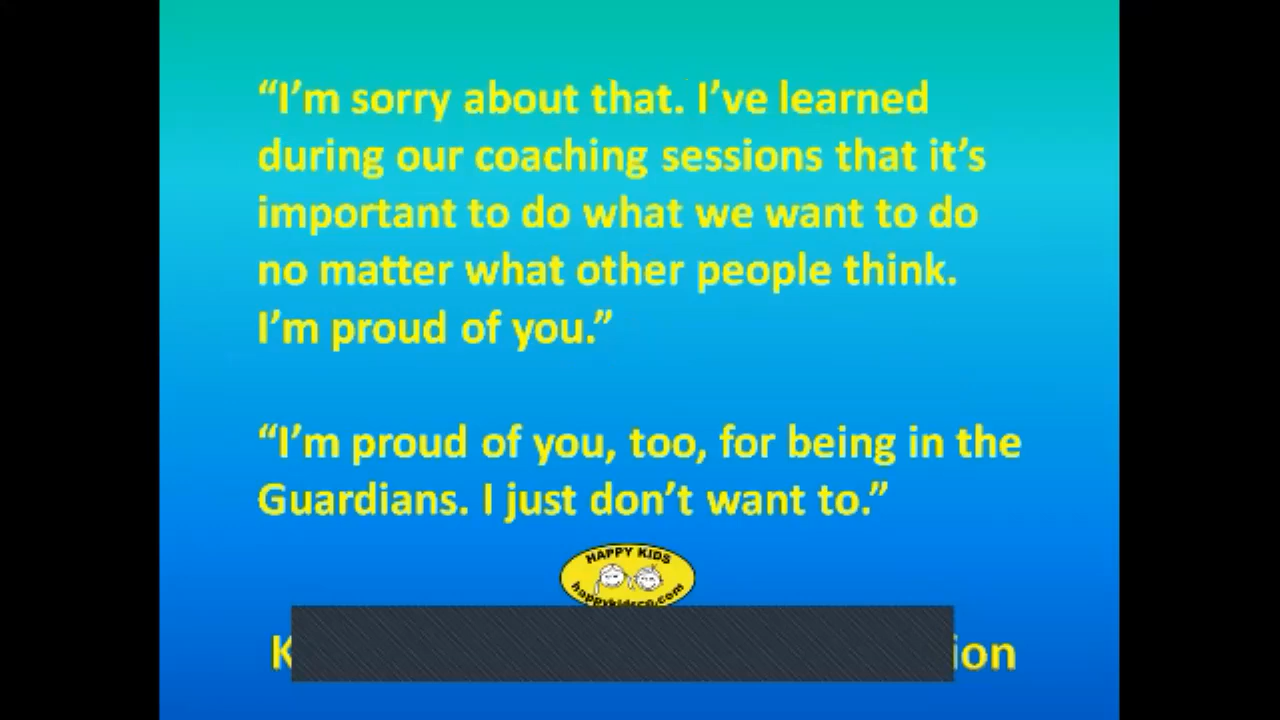 “I’m sorry about that. I’ve learned
during our coaching sessions that it’s
important to do what we want to do
no matter what other people think.
I’m proud of you.”
“I’m proud of you, too, for being in the
Guardians. I just don’t want to.”
HAPPY KIDS